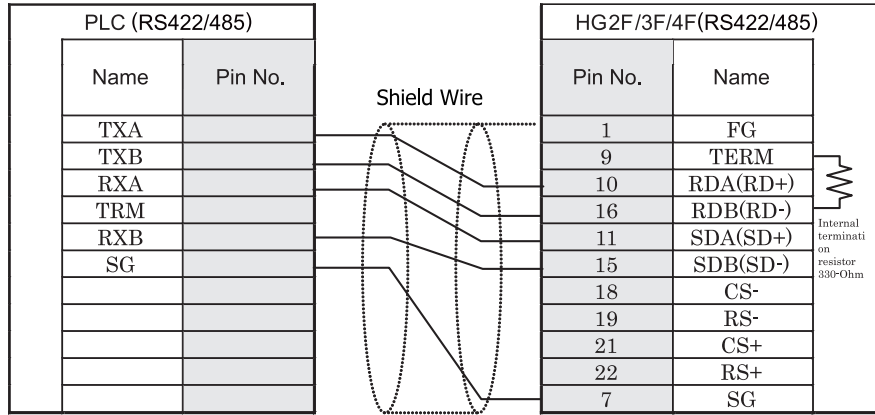 PLC (RS422/485)
Name Pin No.
TXA
TXB
RXA
TRM
RXB
SG
Shield Wire
HG2F/3F/4F(RS422/485)
Pin No. Name
1 FG
9 TERM
10 RDA(RD+)
16 RDB(RD-)
11 SDA(SD+)
15 SDB(SD-)
18 CS-
19 RS-
21 CS+
22 RS+
7 SG
Internal
terminati
on
resistor
330-Ohm